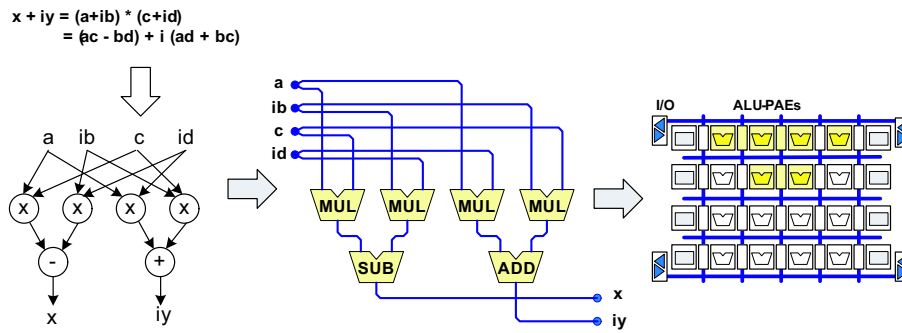 x + iy = (a+ib) * (c+id)
= (ac - bd) + i (ad + bc)
a ib c id
x x x x
- +
x iy
a
ib
c
id
MUL MUL MUL MUL
SUB ADD
x
iy
I/O ALU-PAEs